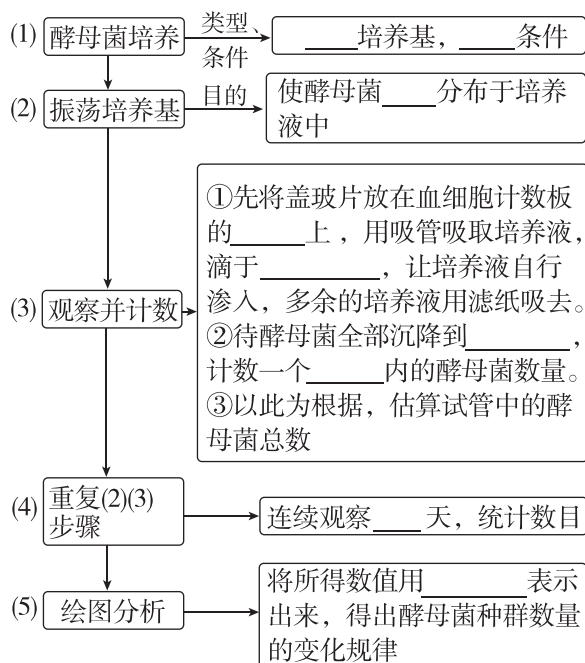 (1) 酵母菌培养 类型、条件 ____培养基，____条件
(2) 振荡培养基 目的 使酵母菌____分布于培养
液中
①先将盖玻片放在血细胞计数板
的______上，用吸管吸取培养液，
滴于__________，让培养液自行
(3) 观察并计数 渗入，多余的培养液用滤纸吸去。
②待酵母菌全部沉降到________，
计数一个______内的酵母菌数量。
③以此为根据，估算试管中的酵
母菌总数
(4) 重复(2)(3)
步骤
连续观察____天，统计数目
(5) 绘图分析
将所得数值用________表示
出来，得出酵母菌种群数量
的变化规律